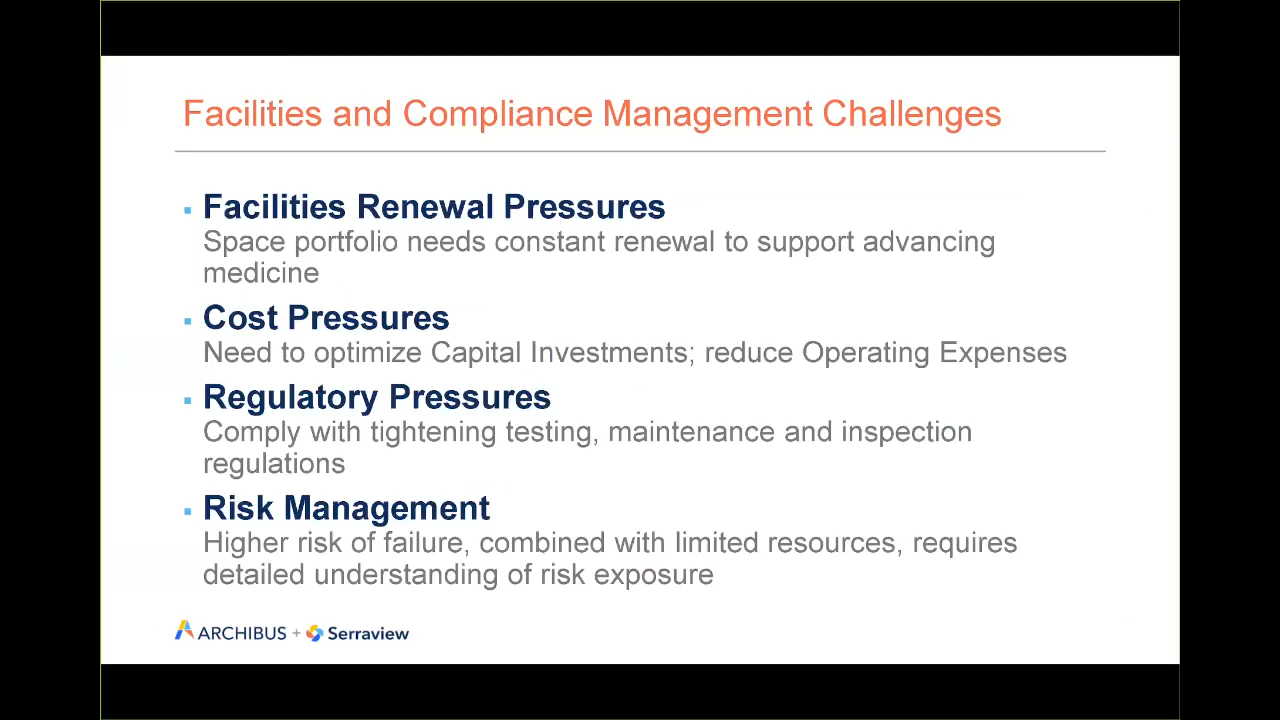 Facilities and Compliance Management Challenges
Facilities Renewal Pressures
Space portfolio needs constant renewal to support advancing
medicine
Cost Pressures
Need to optimize Capital Investments; reduce Operating Expenses
Regulatory Pressures
Comply with tightening testing, maintenance and inspection
regulations
Risk Management
Higher risk of failure, combined with limited resources, requires
detailed understanding of risk exposure
ARCHIBUS + Serraview